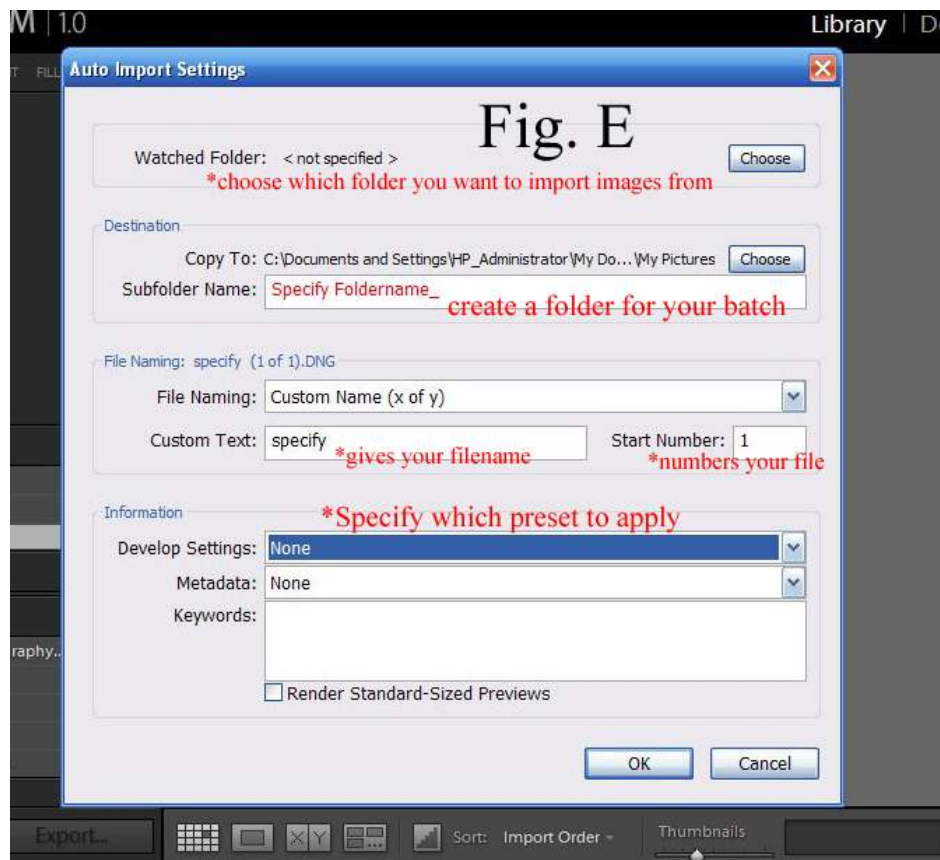 M | 1.0
Library | D
T FILL
Auto Import Settings
Fig. E
Watched Folder: < not specified > Choose
*choose which folder you want to import images from
Destination
Copy To: C:\Documents and Settings\HP_Administrator\My Do...\My Pictures Choose
Subfolder Name: Specify Foldername_
create a folder for your batch
File Naming: specify (1 of 1).DNG
File Naming: Custom Name (x of y)
Custom Text: specify Start Number: 1
*gives your filename *numbers your file
Information
*Specify which preset to apply
Develop Settings: None
Metadata: None
Keywords:
raphy..
Render Standard-Sized Previews
OK Cancel
Export... X Y Sort: Import Order Thumbnails